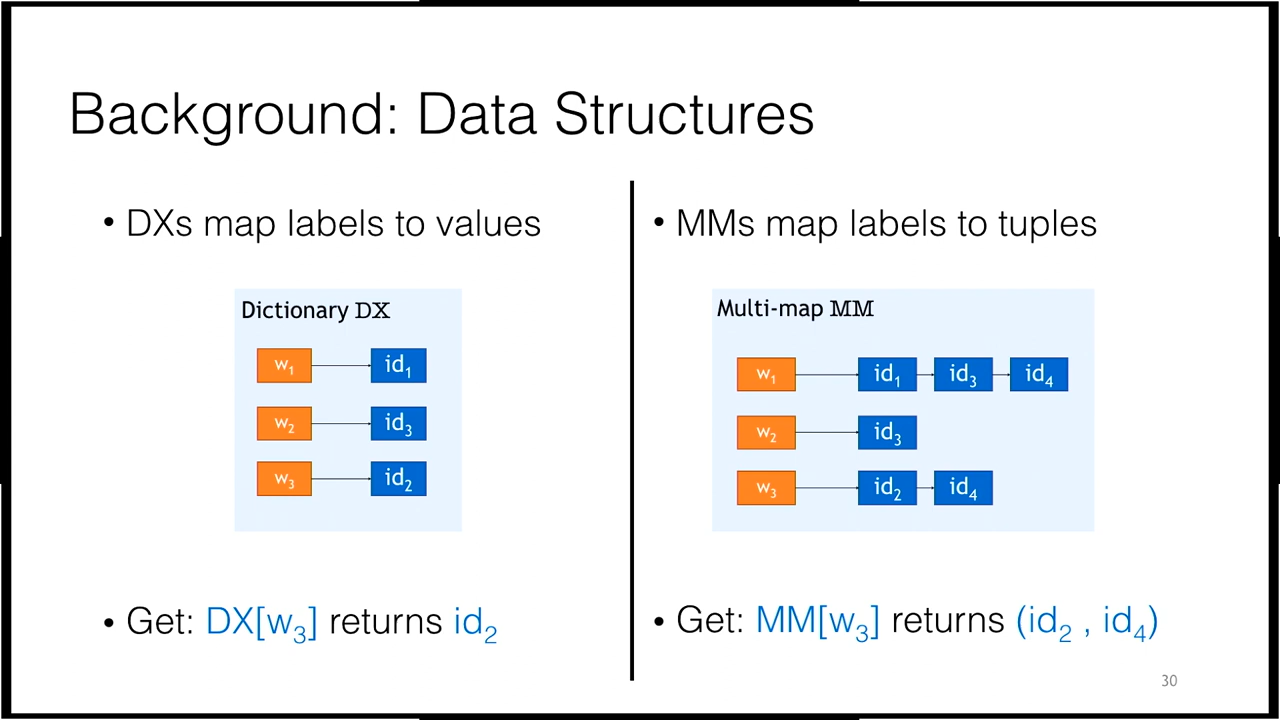 Background: Data Structures
• DXs map labels to values
Dictionary DX
w₁ id₁
w₂ id₃
w₃ id₂
• Get: DX[w₃] returns id₂
• MMs map labels to tuples
Multi-map MM
w₁ id₁ id₃ id₄
w₂ id₃
w₃ id₂ id₄
• Get: MM[w₃] returns (id₂ , id₄)
30